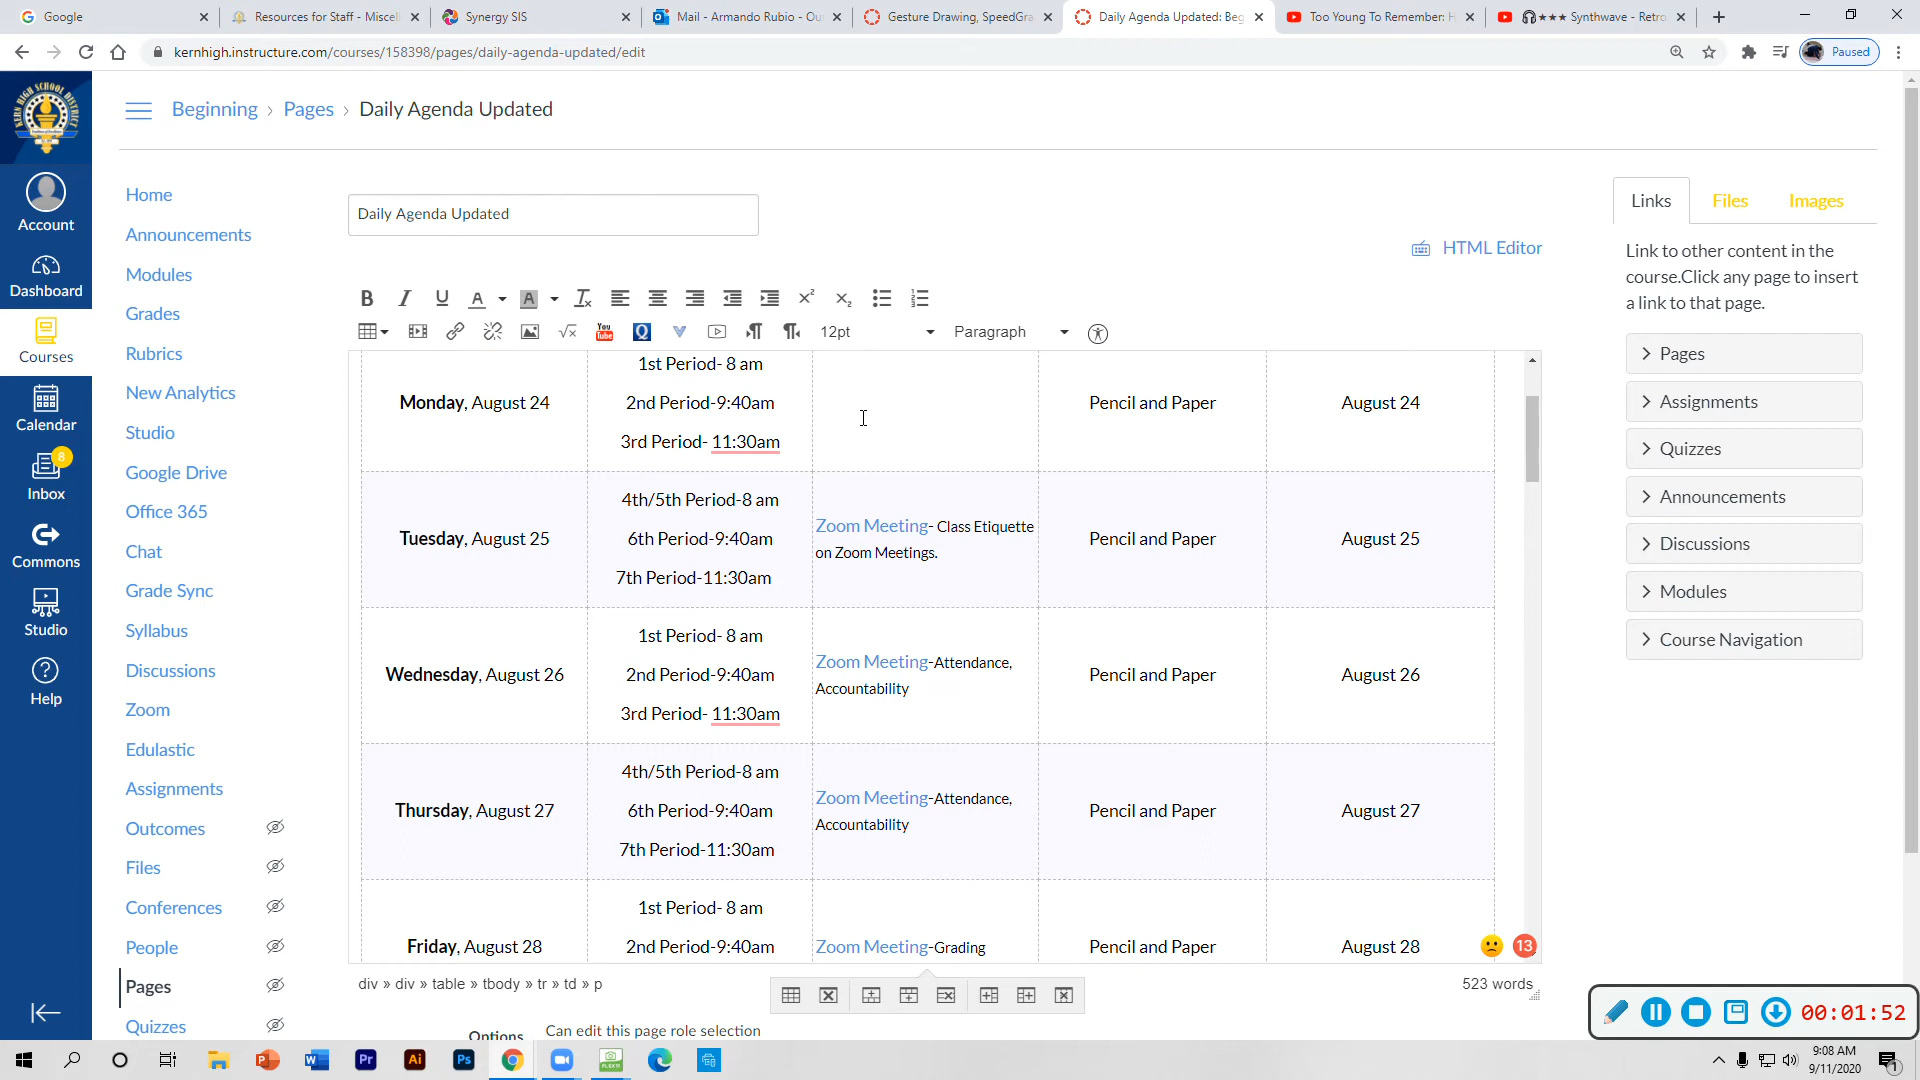 Google
Resources for Staff - Miscell
Synergy SIS
Mail - Armando Rubio - Ou
Gesture Drawing, SpeedGra
Daily Agenda Updated: Beg
Too Young To Remember: H
🎧★★★ Synthwave - Retro
kernhigh.instructure.com/courses/158398/pages/daily-agenda-updated/edit
Paused
Beginning › Pages › Daily Agenda Updated
Account
Dashboard
Courses
Calendar
8
Inbox
Commons
Studio
Help
Home
Announcements
Modules
Grades
Rubrics
New Analytics
Studio
Google Drive
Office 365
Chat
Grade Sync
Syllabus
Discussions
Zoom
Edulastic
Assignments
Outcomes
Files
Conferences
People
Pages
Quizzes
Daily Agenda Updated
HTML Editor
12pt
Paragraph
1st Period- 8 am
Monday, August 24
2nd Period-9:40am
Pencil and Paper
August 24
3rd Period- 11:30am
4th/5th Period-8 am
Tuesday, August 25
6th Period-9:40am
Zoom Meeting- Class Etiquette
on Zoom Meetings.
Pencil and Paper
August 25
7th Period-11:30am
1st Period- 8 am
Wednesday, August 26
2nd Period-9:40am
Zoom Meeting-Attendance,
Accountability
Pencil and Paper
August 26
3rd Period- 11:30am
4th/5th Period-8 am
Thursday, August 27
6th Period-9:40am
Zoom Meeting-Attendance,
Accountability
Pencil and Paper
August 27
7th Period-11:30am
1st Period- 8 am
Friday, August 28
2nd Period-9:40am
Zoom Meeting-Grading
Pencil and Paper
August 28
13
div » div » table » tbody » tr » td » p
523 words
Options
Can edit this page role selection
Links
Files
Images
Link to other content in the
course.Click any page to insert
a link to that page.
Pages
Assignments
Quizzes
Announcements
Discussions
Modules
Course Navigation
00:01:52
9:08 AM
9/11/2020
1